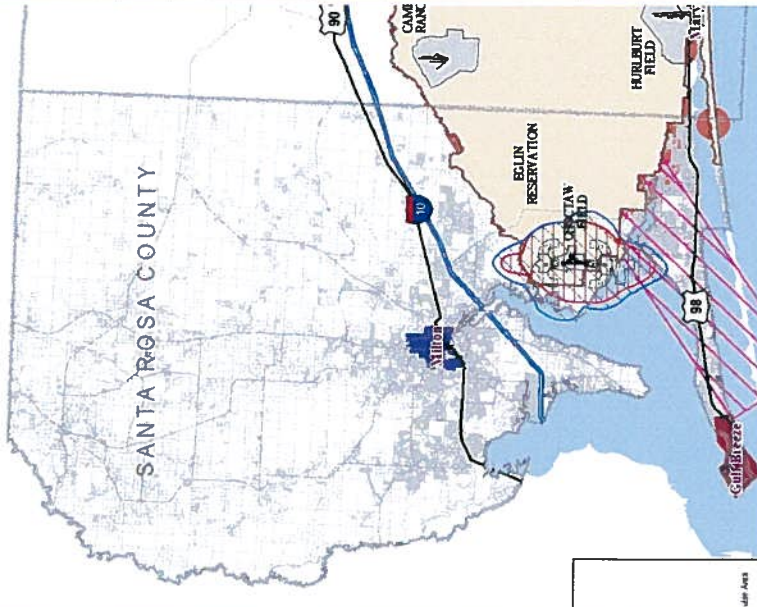 90
SANTA ROSA COUNTY
HURLBURT
FIELD
EGLIN
RESERVATION
10
CHOCTAW
FIELD
98
Milton
Gulf Breeze